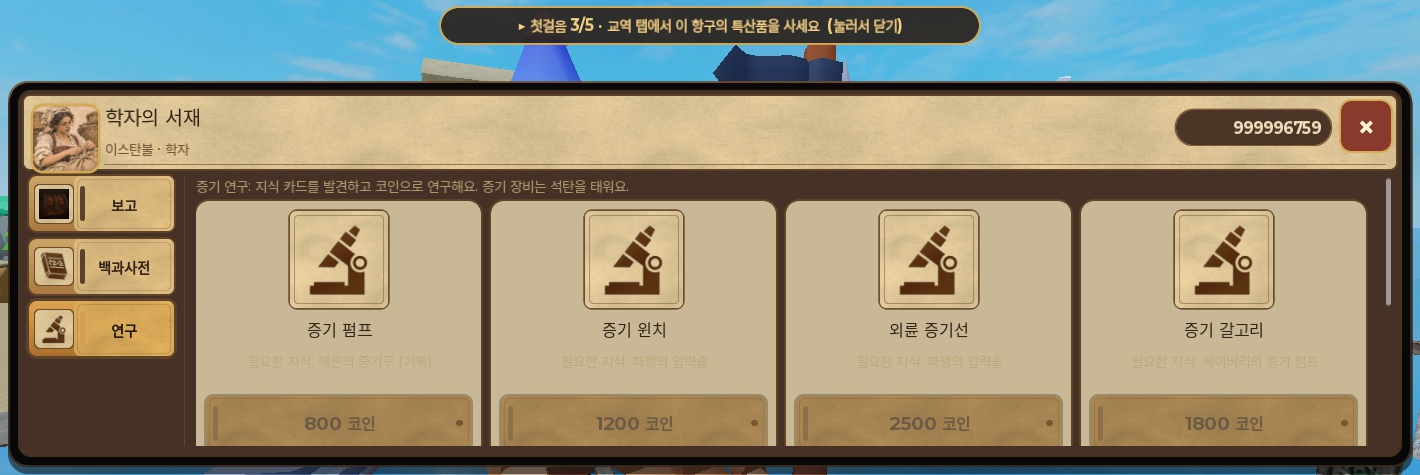 ▸ 첫걸음 3/5 · 교역 탭에서 이 항구의 특산품을 사세요 (눌러서 닫기)
학자의 서재
이스탄불 · 학자
999996759
×
보고
백과사전
연구
증기 연구: 지식 카드를 발견하고 코인으로 연구해요. 증기 장비는 석탄을 태워요.
증기 펌프
필요한 지식: 헤론의 증기구 (기록)
800 코인
증기 윈치
필요한 지식: 파팽의 압력솥
1200 코인
외륜 증기선
필요한 지식: 파팽의 압력솥
2500 코인
증기 갈고리
필요한 지식: 세이버리의 증기 펌프
1800 코인